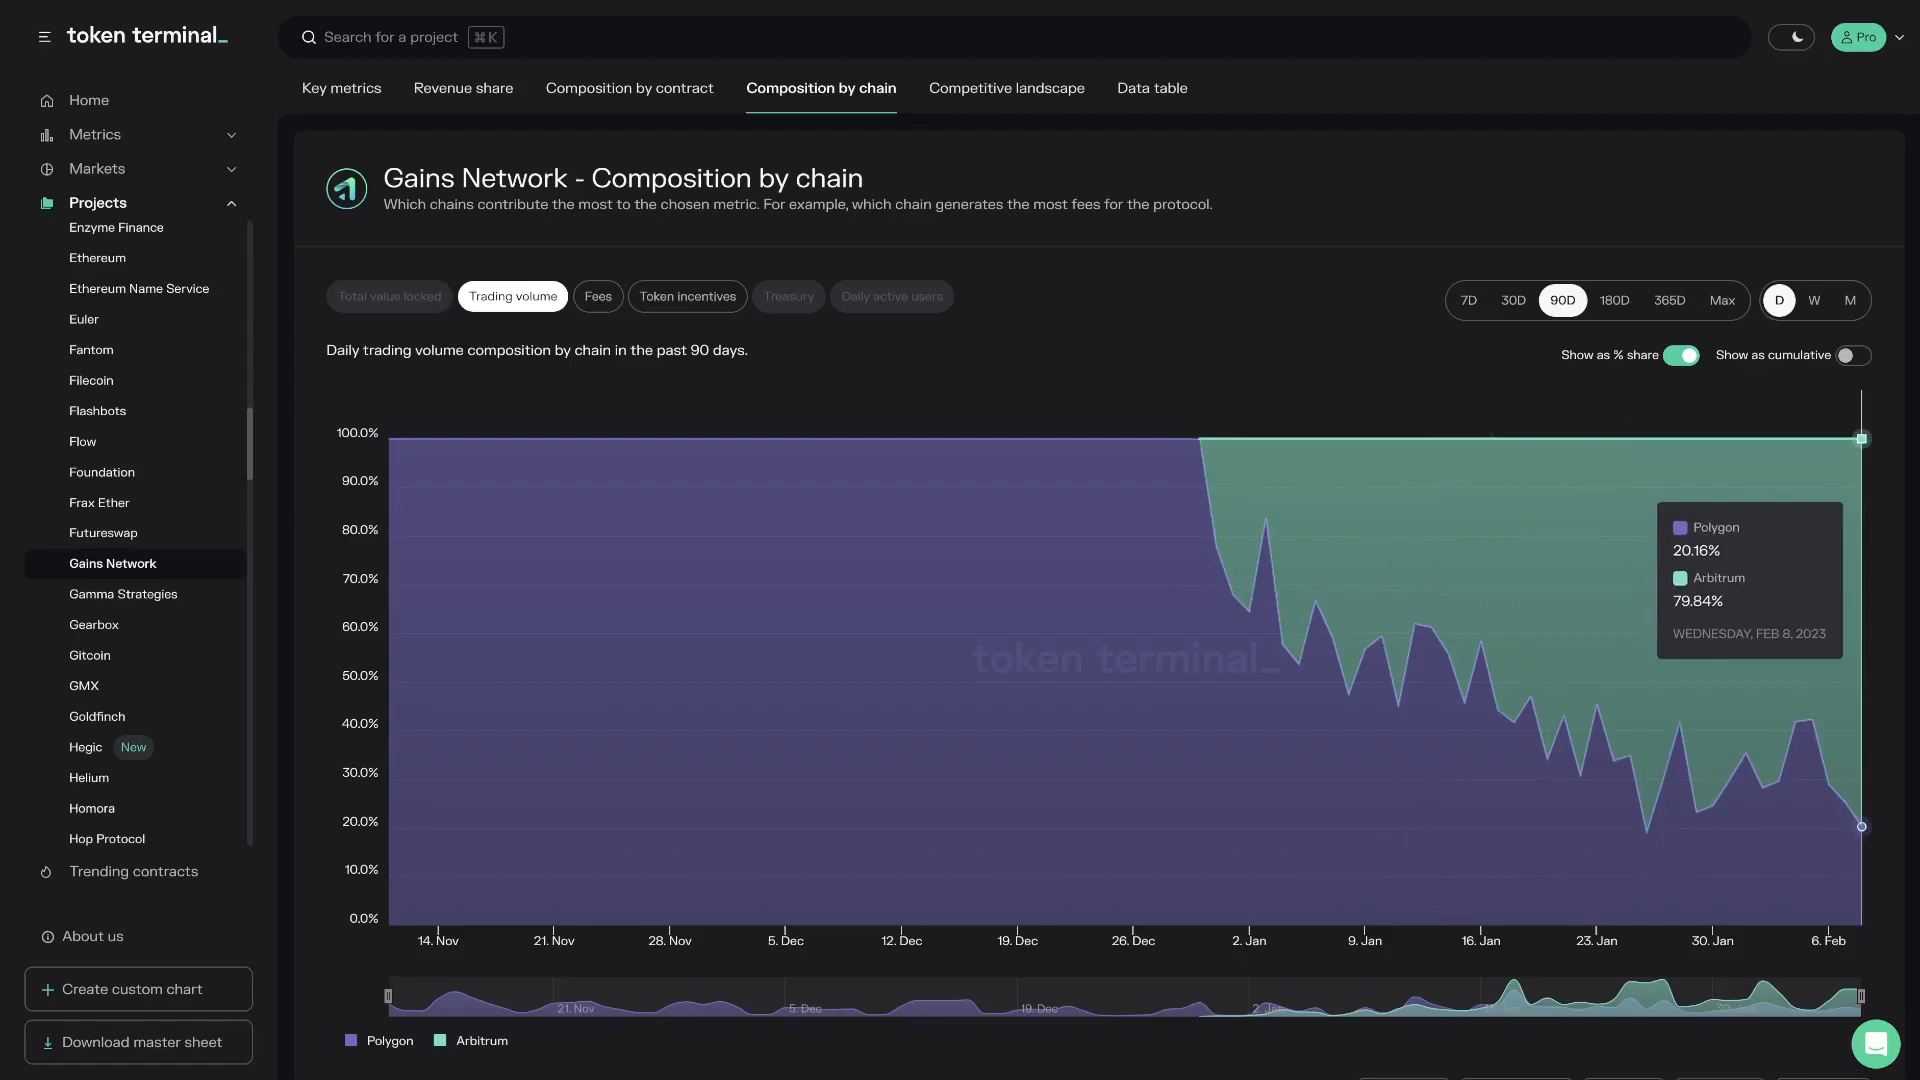 token terminal_
Search for a project ⌘K
Pro
Home
Metrics
Markets
Projects
Enzyme Finance
Ethereum
Ethereum Name Service
Euler
Fantom
Filecoin
Flashbots
Flow
Foundation
Frax Ether
Futureswap
Gains Network
Gamma Strategies
Gearbox
Gitcoin
GMX
Goldfinch
Hegic New
Helium
Homora
Hop Protocol
Trending contracts
About us
Create custom chart
Download master sheet
Key metrics Revenue share Composition by contract Composition by chain Competitive landscape Data table
Gains Network - Composition by chain
Which chains contribute the most to the chosen metric. For example, which chain generates the most fees for the protocol.
Total value locked Trading volume Fees Token incentives Treasury Daily active users
7D 30D 90D 180D 365D Max D W M
Daily trading volume composition by chain in the past 90 days.
Show as % share Show as cumulative
100.0%
90.0%
80.0%
70.0%
60.0%
50.0%
40.0%
30.0%
20.0%
10.0%
0.0%
token terminal_
Polygon
20.16%
Arbitrum
79.84%
WEDNESDAY, FEB 8, 2023
14. Nov 21. Nov 28. Nov 5. Dec 12. Dec 19. Dec 26. Dec 2. Jan 9. Jan 16. Jan 23. Jan 30. Jan 6. Feb
21. Nov 5. Dec 19. Dec 2. Jan 16. Jan 30. Jan
Polygon Arbitrum